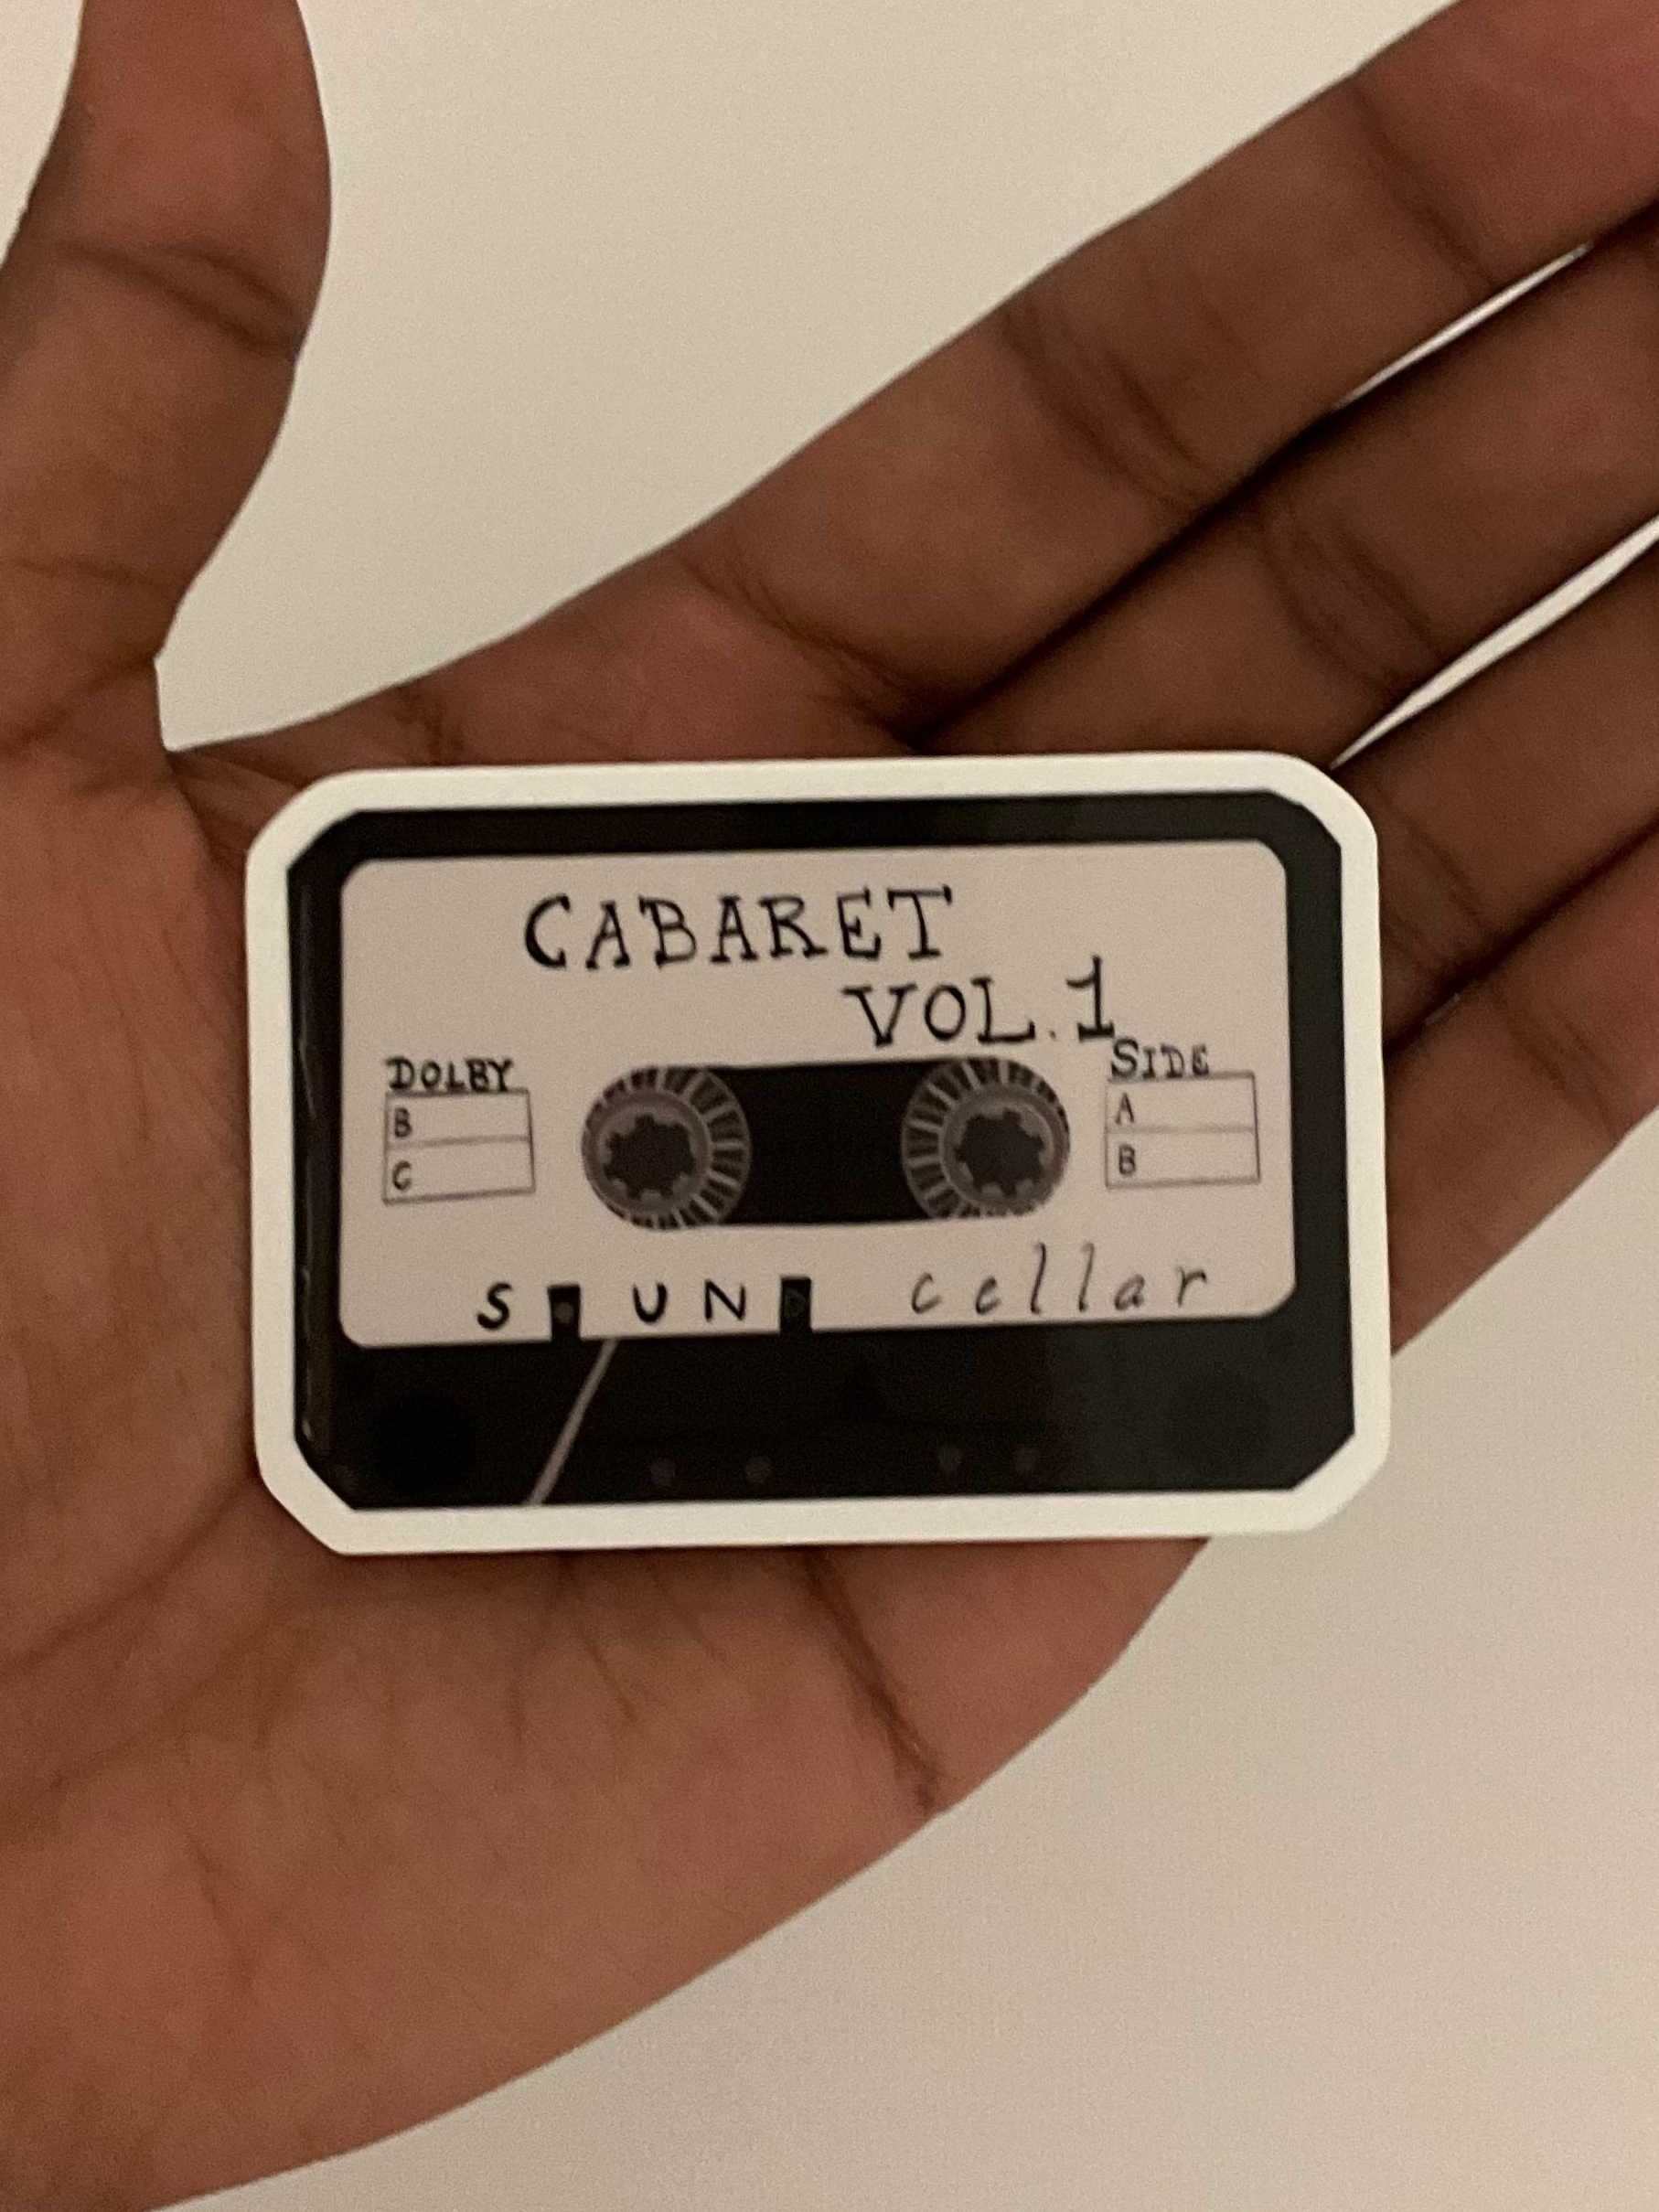 CABARET
VOL. 1
DOLBY
B
C
SIDE
A
B
SOUND cellar